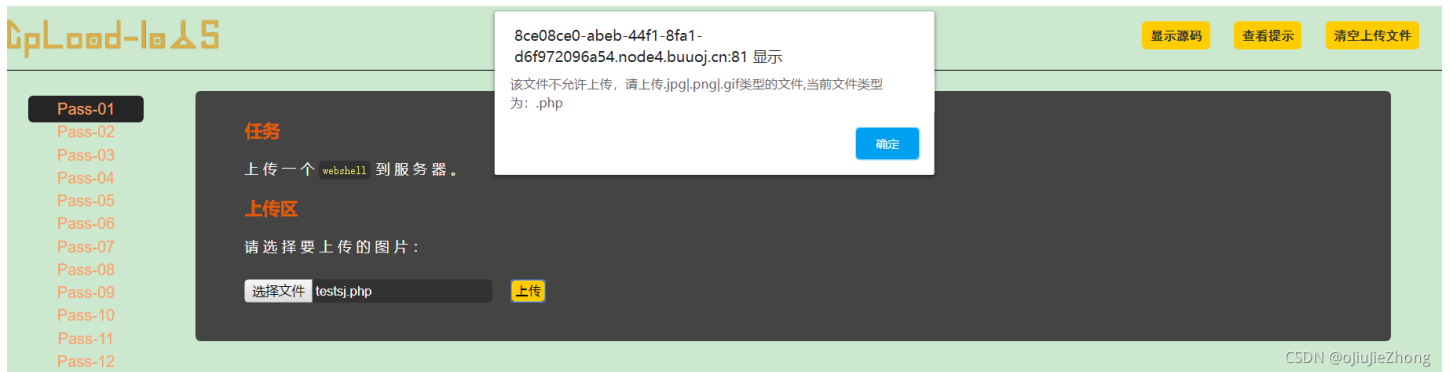 UpLoad-labs
8ce08ce0-abeb-44f1-8fa1-
d6f972096a54.node4.buuoj.cn:81 显示
该文件不允许上传，请上传.jpg|.png|.gif类型的文件,当前文件类型
为：.php
确定
显示源码
查看提示
清空上传文件
Pass-01
Pass-02
Pass-03
Pass-04
Pass-05
Pass-06
Pass-07
Pass-08
Pass-09
Pass-10
Pass-11
Pass-12
任务
上传一个 webshell 到服务器。
上传区
请选择要上传的图片：
选择文件 testsj.php
上传
CSDN @ojiujieZhong